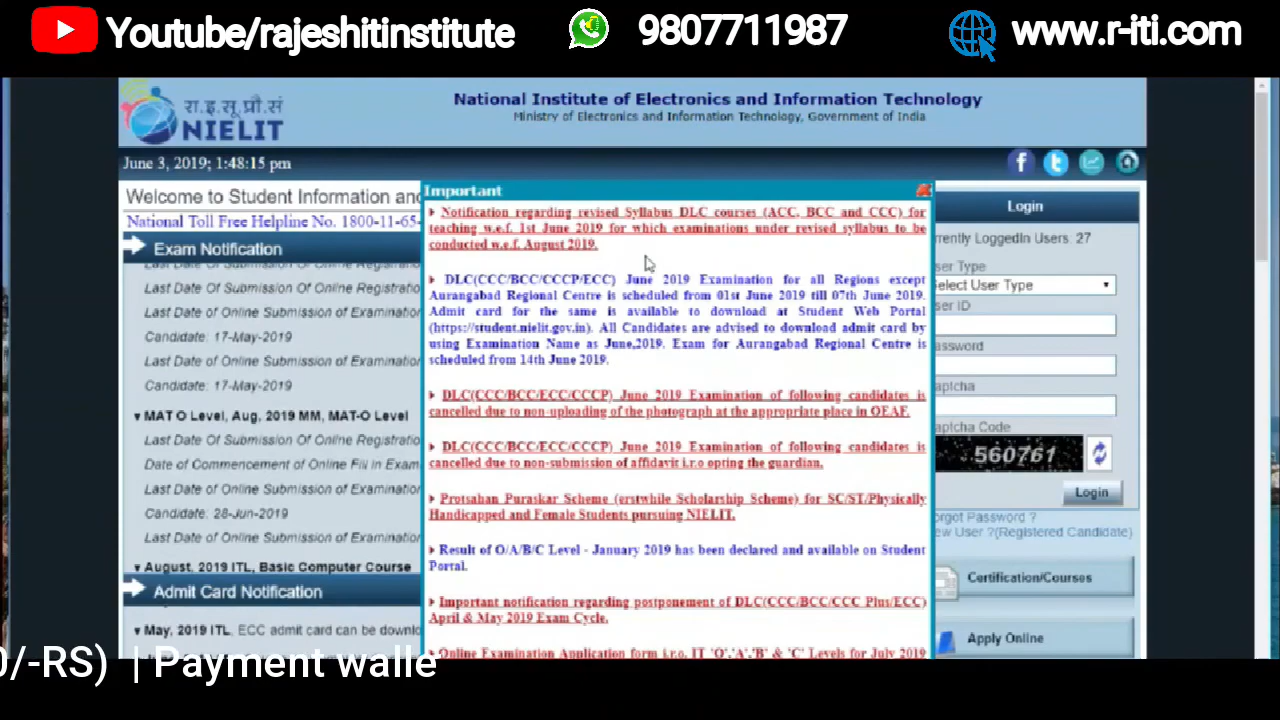 Youtube/rajeshitinstitute
9807711987
www.r-iti.com
रा.इ.सू.प्रौ.सं
NIELIT
National Institute of Electronics and Information Technology
Ministry of Electronics and Information Technology, Government of India
June 3, 2019; 1:48:15 pm
Welcome to Student Information and
National Toll Free Helpline No. 1800-11-65-
Exam Notification
Last Date Of Submission Of Online Registratio
Last Date of Online Submission of Examination
Candidate: 17-May-2019
Last Date of Online Submission of Examination
Candidate: 17-May-2019
MAT O Level, Aug, 2019 MM, MAT-O Level
Last Date Of Submission Of Online Registratio
Date of Commencement of Online Fill in Exam
Last Date of Online Submission of Examination
Candidate: 28-Jun-2019
Last Date of Online Submission of Examination
August, 2019 ITL, Basic Computer Course
Admit Card Notification
May, 2019 ITL, ECC admit card can be downlo
Important
Notification regarding revised Syllabus DLC courses (ACC, BCC and CCC) for
teaching w.e.f. 1st June 2019 for which examinations under revised syllabus to be
conducted w.e.f. August 2019.
DLC(CCC/BCC/CCCP/ECC) June 2019 Examination for all Regions except
Aurangabad Regional Centre is scheduled from 01st June 2019 till 07th June 2019.
Admit card for the same is available to download at Student Web Portal
(https://student.nielit.gov.in). All Candidates are advised to download admit card by
using Examination Name as June,2019. Exam for Aurangabad Regional Centre is
scheduled from 14th June 2019.
DLC(CCC/BCC/ECC/CCCP) June 2019 Examination of following candidates is
cancelled due to non-uploading of the photograph at the appropriate place in OEAF.
DLC(CCC/BCC/ECC/CCCP) June 2019 Examination of following candidates is
cancelled due to non-submission of affidavit i.r.o opting the guardian.
Protsahan Puraskar Scheme (erstwhile Scholarship Scheme) for SC/ST/Physically
Handicapped and Female Students pursuing NIELIT.
Result of O/A/B/C Level - January 2019 has been declared and available on Student
Portal.
Important notification regarding postponement of DLC(CCC/BCC/CCC Plus/ECC)
April & May 2019 Exam Cycle.
Online Examination Application form i.r.o. IT 'O','A','B' & 'C' Levels for July 2019
Login
rrently LoggedIn Users: 27
ser Type
Select User Type
ser ID
assword
aptcha
aptcha Code
560761
Login
orgot Password ?
ew User ?(Registered Candidate)
Certification/Courses
Apply Online
0/-RS) | Payment walle